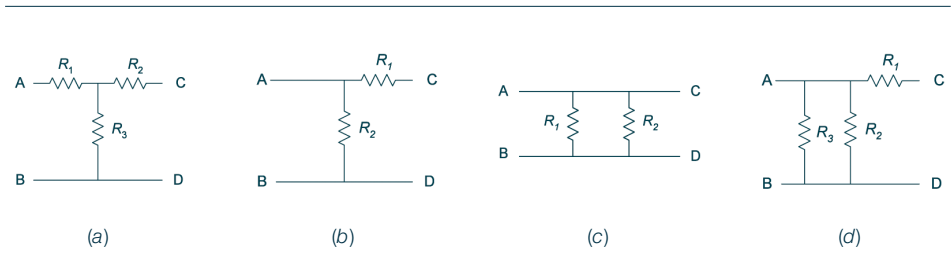 A R₁ R₂ C
R₃
B D
(a)
A R₁ C
R₂
B D
(b)
A C
R₁ R₂
B D
(c)
A R₁ C
R₃ R₂
B D
(d)